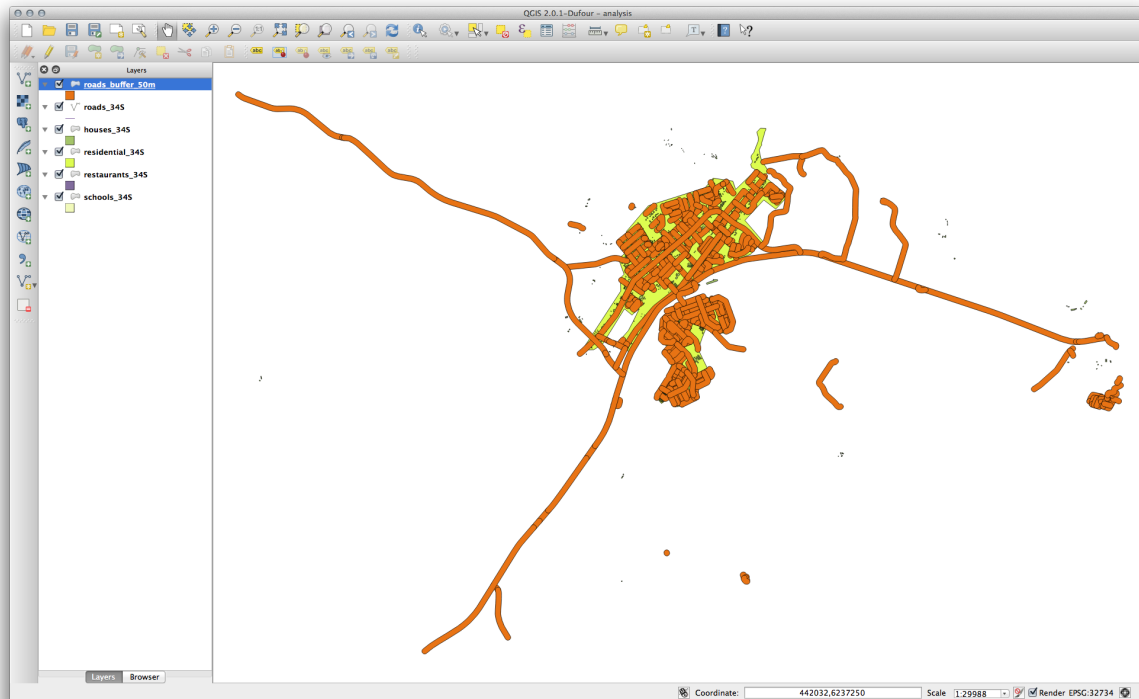 QGIS 2.0.1-Dufour - analysis
Layers
roads_buffer_50m
roads_34S
houses_34S
residential_34S
restaurants_34S
schools_34S
Layers Browser
Coordinate: 442032,6237250 Scale 1:29988 Render EPSG:32734